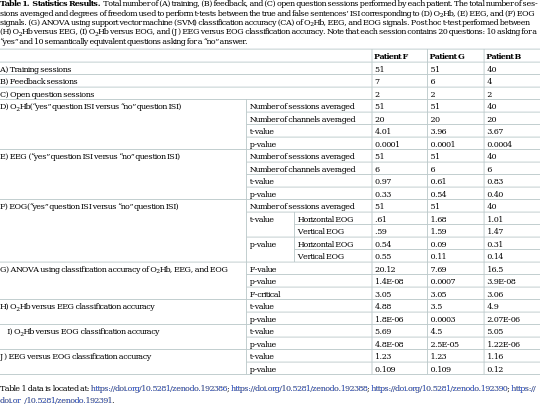 Table 1. Statistics Results. Total number of (A) training, (B) feedback, and (C) open question sessions performed by each patient. The total number of ses-
sions averaged and degrees of freedom used to perform t-tests between the true and false sentences' ISI corresponding to (D) O2Hb, (E) EEG, and (F) EOG
signals. (G) ANOVA using support vector machine (SVM) classification accuracy (CA) of O2Hb, EEG, and EOG signals. Post hoc t-test performed between
(H) O2Hb versus EEG, (I) O2Hb versus EOG, and (J) EEG versus EOG classification accuracy. Note that each session contains 20 questions: 10 asking for a
"yes" and 10 semantically equivalent questions asking for a "no" answer.
Patient F Patient G Patient B
A) Training sessions 51 51 40
B) Feedback sessions 7 6 4
C) Open question sessions 2 2 2
D) O2Hb("yes" question ISI versus "no" question ISI) Number of sessions averaged 51 51 40
Number of channels averaged 20 20 20
t-value 4.01 3.96 3.67
p-value 0.0001 0.0001 0.0004
E) EEG ("yes" question ISI versus "no" question ISI) Number of sessions averaged 51 51 40
Number of channels averaged 6 6 6
t-value 0.97 0.61 0.83
p-value 0.33 0.54 0.40
F) EOG("yes" question ISI versus "no" question ISI) Number of sessions averaged 51 51 40
t-value Horizontal EOG .61 1.68 1.01
Vertical EOG .59 1.59 1.47
p-value Horizontal EOG 0.54 0.09 0.31
Vertical EOG 0.55 0.11 0.14
G) ANOVA using classification accuracy of O2Hb, EEG, and EOG F-value 20.12 7.69 16.5
p-value 1.4E-08 0.0007 3.9E-08
F-critical 3.05 3.05 3.06
H) O2Hb versus EEG classification accuracy t-value 4.88 3.5 4.9
p-value 1.8E-06 0.0003 2.07E-06
I) O2Hb versus EOG classification accuracy t-value 5.69 4.5 5.05
p-value 4.8E-08 2.5E-05 1.22E-06
J) EEG versus EOG classification accuracy t-value 1.23 1.23 1.16
p-value 0.109 0.109 0.12
Table 1 data is located at: https://doi.org/10.5281/zenodo.192386; https://doi.org/10.5281/zenodo.192388; https://doi.org/10.5281/zenodo.192390; https://
doi.or /10.5281/zenodo.192391.